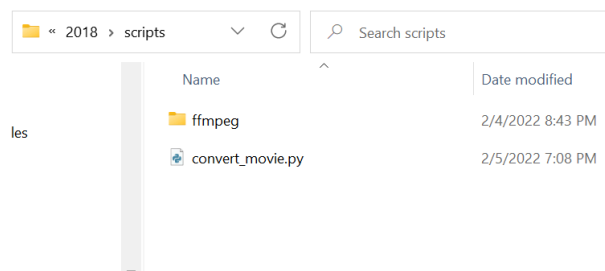 « 2018 › scripts
Search scripts
Name
Date modified
les
ffmpeg
2/4/2022 8:43 PM
convert_movie.py
2/5/2022 7:08 PM